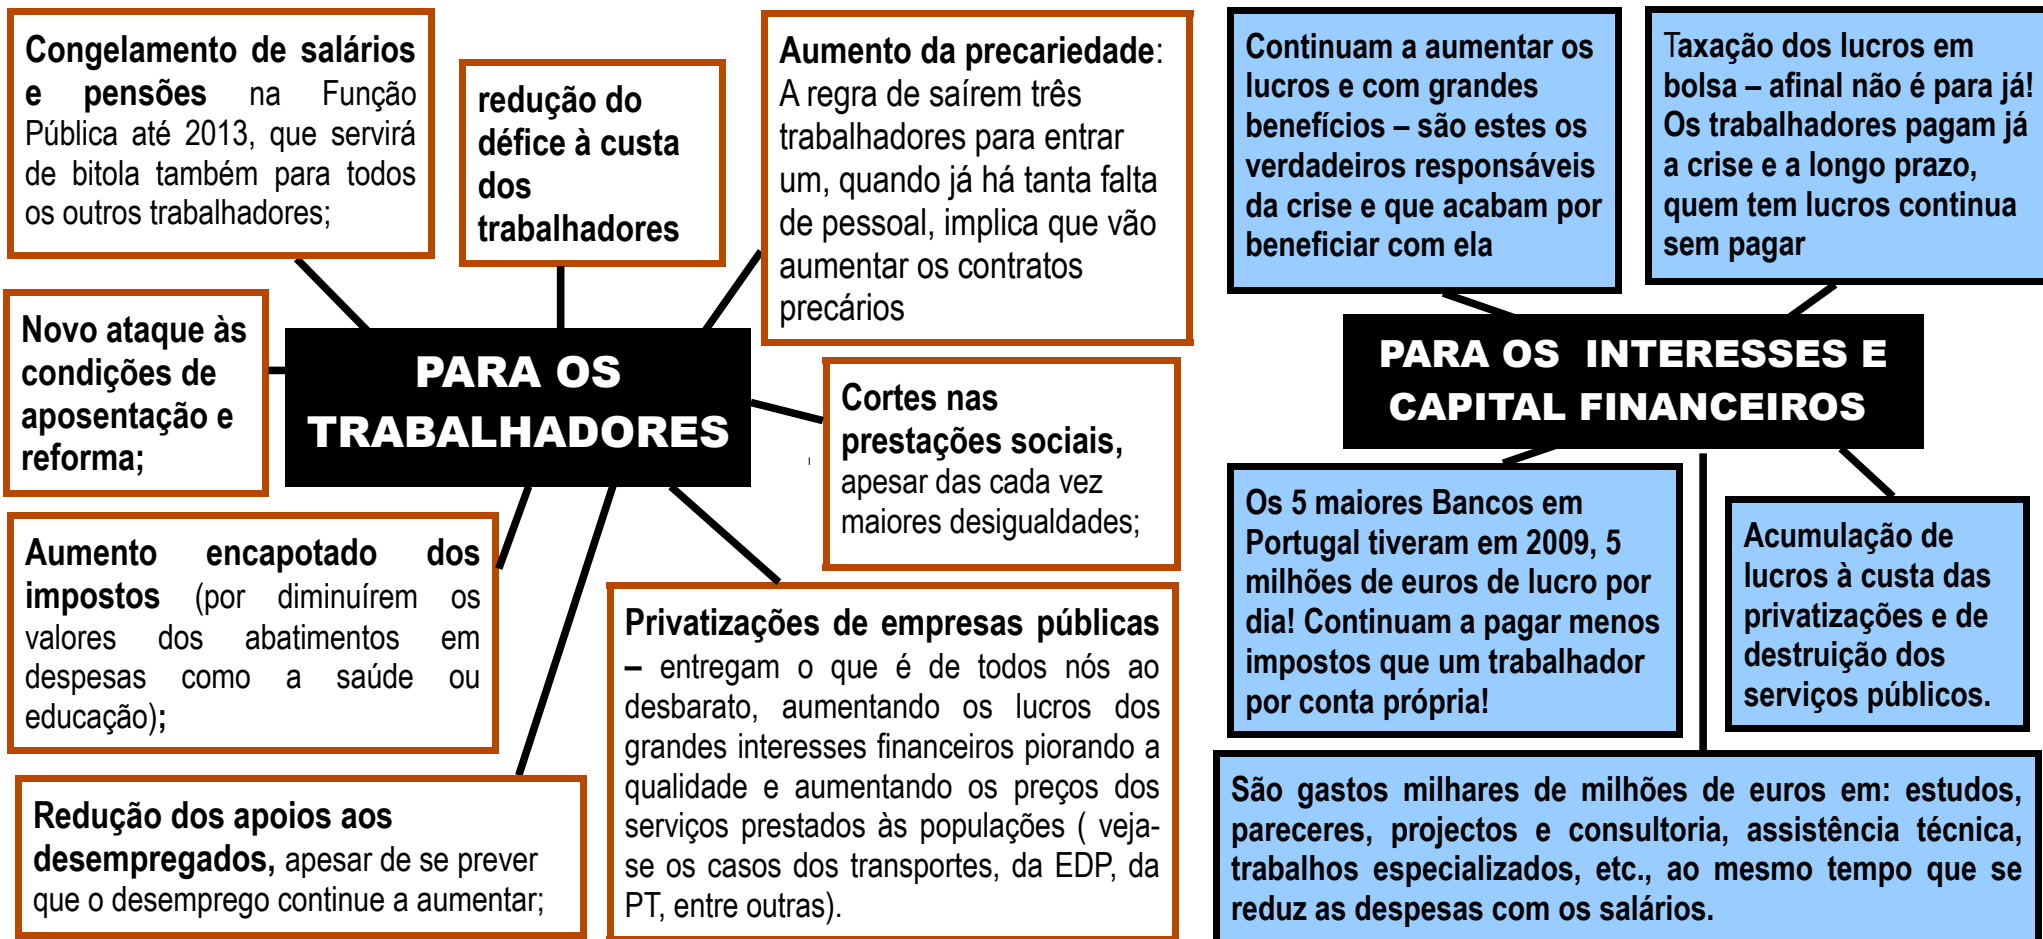 Congelamento de salários
e pensões na Função
Pública até 2013, que servirá
de bitola também para todos
os outros trabalhadores;
redução do
défice à custa
dos
trabalhadores
Aumento da precariedade:
A regra de saírem três
trabalhadores para entrar
um, quando já há tanta falta
de pessoal, implica que vão
aumentar os contratos
precários
Novo ataque às
condições de
aposentação e
reforma;
PARA OS
TRABALHADORES
Cortes nas
prestações sociais,
apesar das cada vez
maiores desigualdades;
Aumento encapotado dos
impostos (por diminuírem os
valores dos abatimentos em
despesas como a saúde ou
educação);
Privatizações de empresas públicas
– entregam o que é de todos nós ao
desbarato, aumentando os lucros dos
grandes interesses financeiros piorando a
qualidade e aumentando os preços dos
serviços prestados às populações ( veja-
se os casos dos transportes, da EDP, da
PT, entre outras).
Redução dos apoios aos
desempregados, apesar de se prever
que o desemprego continue a aumentar;
Continuam a aumentar os
lucros e com grandes
benefícios – são estes os
verdadeiros responsáveis
da crise e que acabam por
beneficiar com ela
Taxação dos lucros em
bolsa – afinal não é para já!
Os trabalhadores pagam já
a crise e a longo prazo,
quem tem lucros continua
sem pagar
PARA OS INTERESSES E
CAPITAL FINANCEIROS
Os 5 maiores Bancos em
Portugal tiveram em 2009, 5
milhões de euros de lucro por
dia! Continuam a pagar menos
impostos que um trabalhador
por conta própria!
Acumulação de
lucros à custa das
privatizações e de
destruição dos
serviços públicos.
São gastos milhares de milhões de euros em: estudos,
pareceres, projectos e consultoria, assistência técnica,
trabalhos especializados, etc., ao mesmo tempo que se
reduz as despesas com os salários.